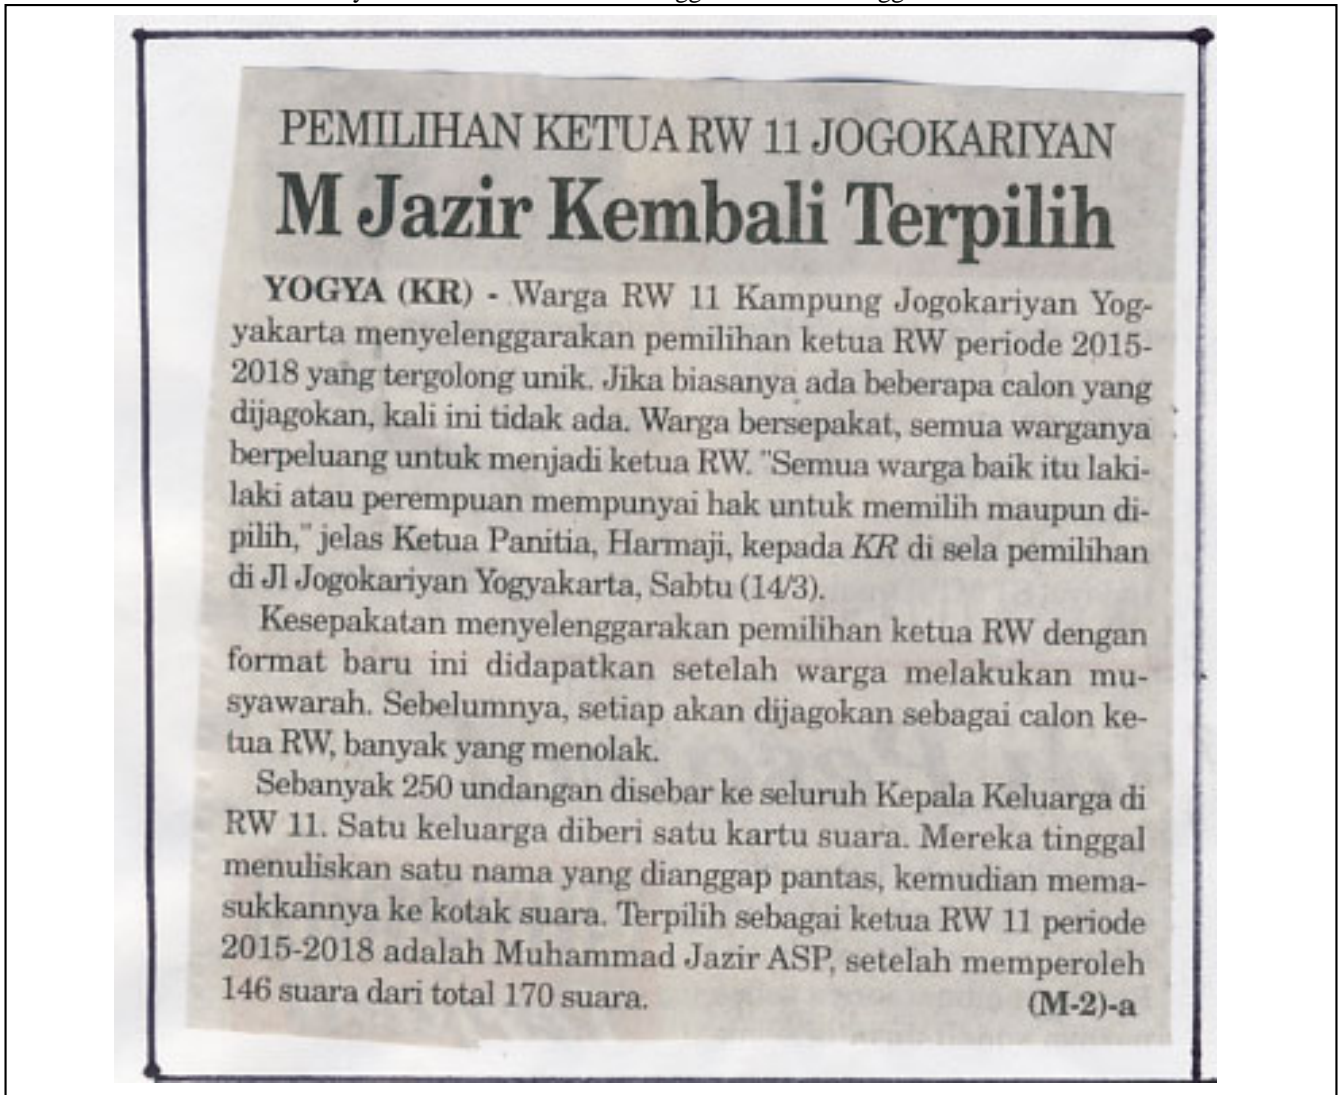 PEMILIHAN KETUA RW 11 JOGOKARIYAN
M Jazir Kembali Terpilih
YOGYA (KR) - Warga RW 11 Kampung Jogokariyan Yog-
yakarta menyelenggarakan pemilihan ketua RW periode 2015-
2018 yang tergolong unik. Jika biasanya ada beberapa calon yang
dijagokan, kali ini tidak ada. Warga bersepakat, semua warganya
berpeluang untuk menjadi ketua RW. "Semua warga baik itu laki-
laki atau perempuan mempunyai hak untuk memilih maupun di-
pilih," jelas Ketua Panitia, Harmaji, kepada KR di sela pemilihan
di Jl Jogokariyan Yogyakarta, Sabtu (14/3).
Kesepakatan menyelenggarakan pemilihan ketua RW dengan
format baru ini didapatkan setelah warga melakukan mu-
syawarah. Sebelumnya, setiap akan dijagokan sebagai calon ke-
tua RW, banyak yang menolak.
Sebanyak 250 undangan disebar ke seluruh Kepala Keluarga di
RW 11. Satu keluarga diberi satu kartu suara. Mereka tinggal
menuliskan satu nama yang dianggap pantas, kemudian mema-
sukkannya ke kotak suara. Terpilih sebagai ketua RW 11 periode
2015-2018 adalah Muhammad Jazir ASP, setelah memperoleh
146 suara dari total 170 suara. (M-2)-a